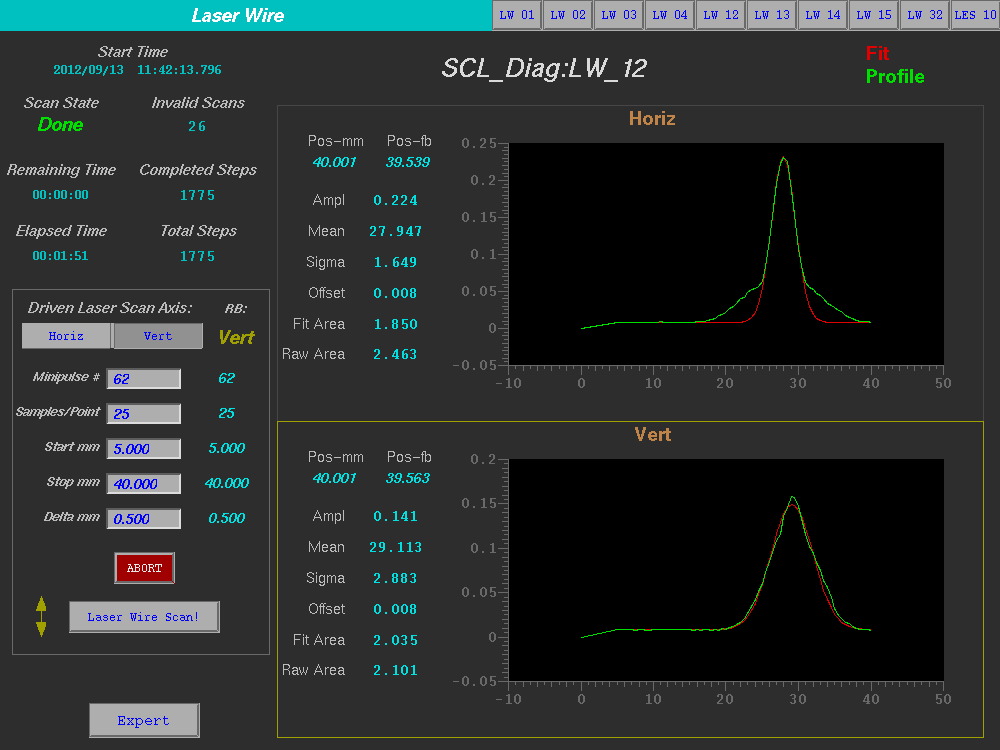 Laser Wire
LW 01 LW 02 LW 03 LW 04 LW 12 LW 13 LW 14 LW 15 LW 32 LES 10
Start Time
2012/09/13 11:42:13.796
SCL_Diag:LW_12
Fit
Profile
Scan State Invalid Scans
Done 26
Remaining Time Completed Steps
00:00:00 1775
Elapsed Time Total Steps
00:01:51 1775
Driven Laser Scan Axis: RB:
Horiz Vert Vert
Minipulse # 62 62
Samples/Point 25 25
Start mm 5.000 5.000
Stop mm 40.000 40.000
Delta mm 0.500 0.500
ABORT
Laser Wire Scan!
Expert
Horiz
Pos-mm Pos-fb
40.001 39.539
Ampl 0.224
Mean 27.947
Sigma 1.649
Offset 0.008
Fit Area 1.850
Raw Area 2.463
0.25
0.2
0.15
0.1
0.05
0
-0.05
-10 0 10 20 30 40 50
Vert
Pos-mm Pos-fb
40.001 39.563
Ampl 0.141
Mean 29.113
Sigma 2.883
Offset 0.008
Fit Area 2.035
Raw Area 2.101
0.2
0.15
0.1
0.05
0
-0.05
-10 0 10 20 30 40 50